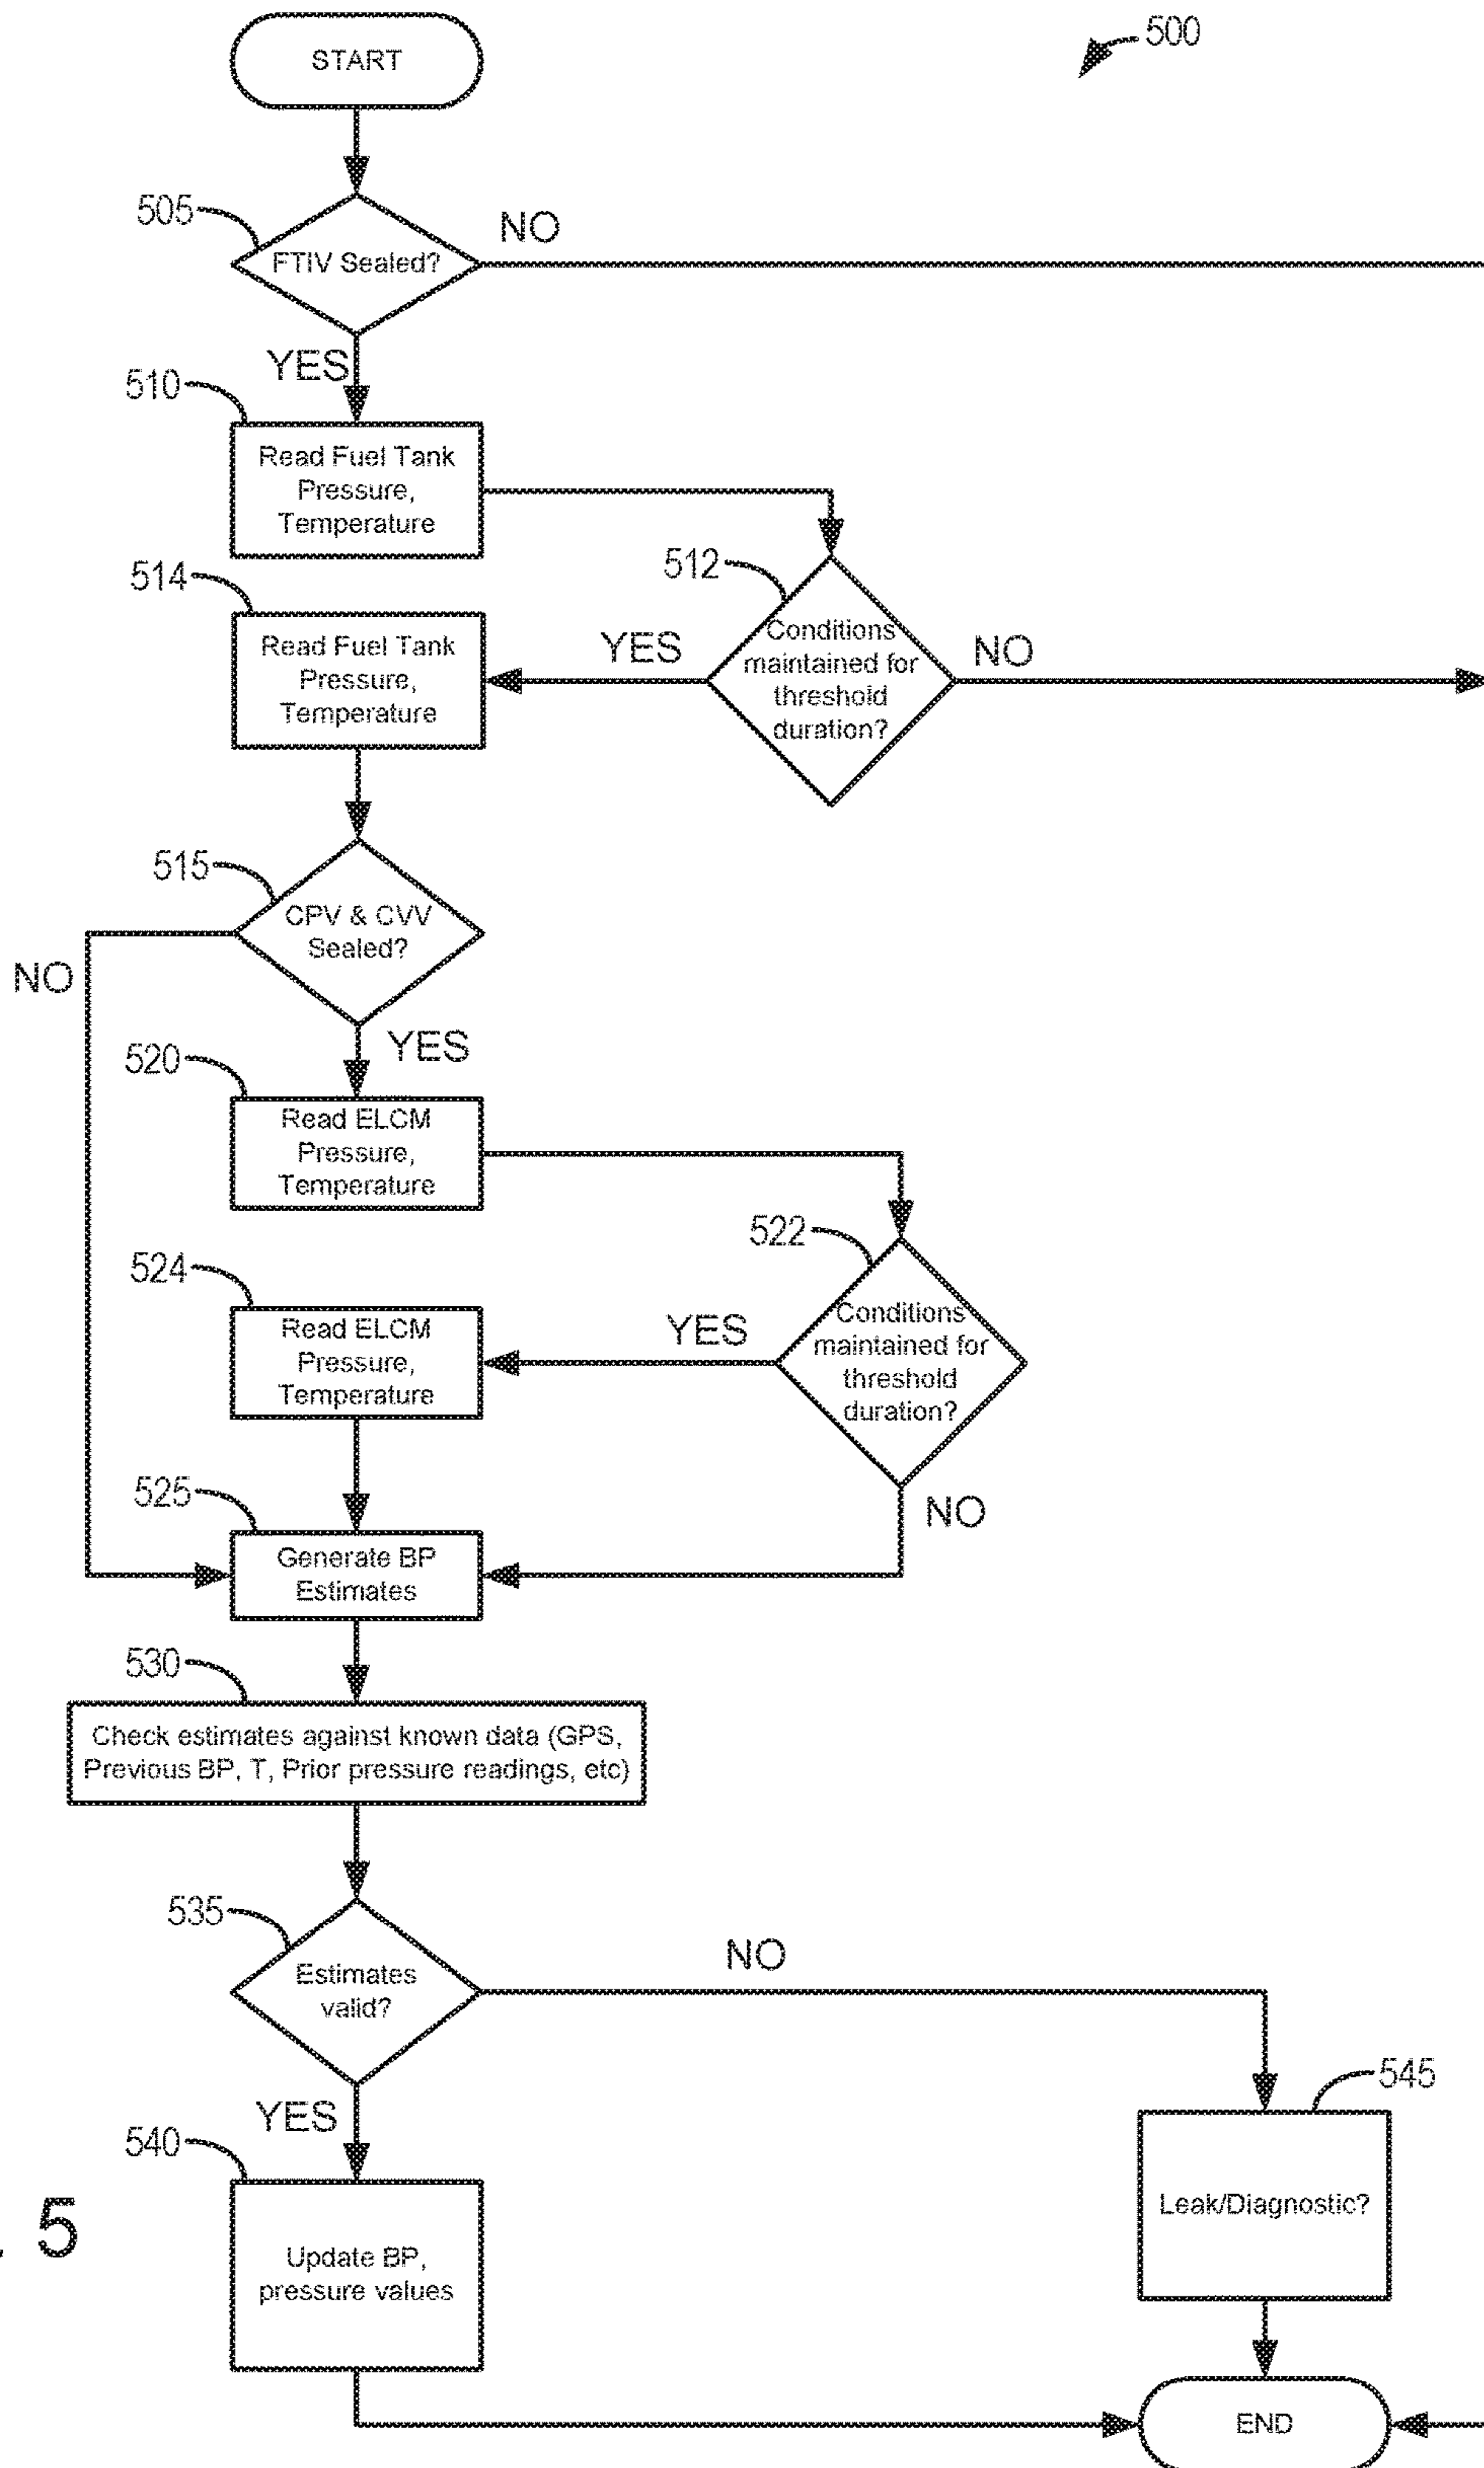 START
500
505
FTIV Sealed?
NO
YES
510
Read Fuel Tank
Pressure,
Temperature
512
Conditions
maintained for
threshold
duration?
YES
NO
514
Read Fuel Tank
Pressure,
Temperature
515
CPV & CVV
Sealed?
NO
YES
520
Read ELCM
Pressure,
Temperature
522
Conditions
maintained for
threshold
duration?
YES
NO
524
Read ELCM
Pressure,
Temperature
525
Generate BP
Estimates
530
Check estimates against known data (GPS,
Previous BP, T, Prior pressure readings, etc)
535
Estimates
valid?
NO
YES
540
Update BP,
pressure values
545
Leak/Diagnostic?
END
. 5